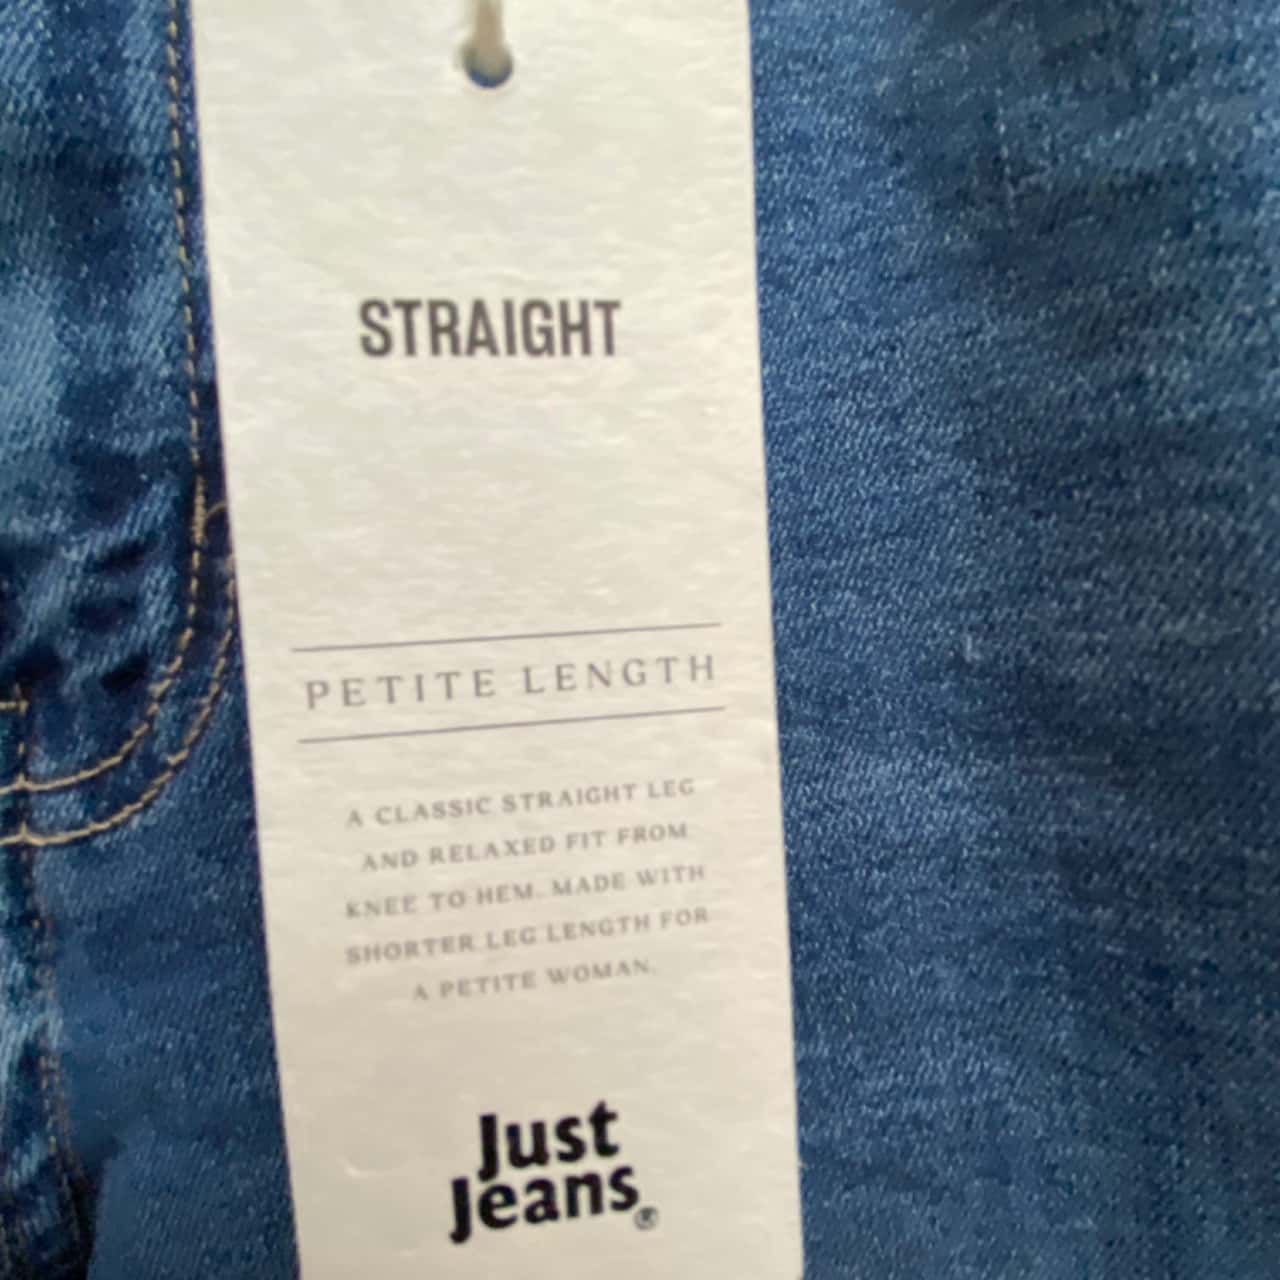 STRAIGHT
PETITE LENGTH
A CLASSIC STRAIGHT LEG
AND RELAXED FIT FROM
KNEE TO HEM. MADE WITH
SHORTER LEG LENGTH FOR
A PETITE WOMAN.
Just
Jeans®